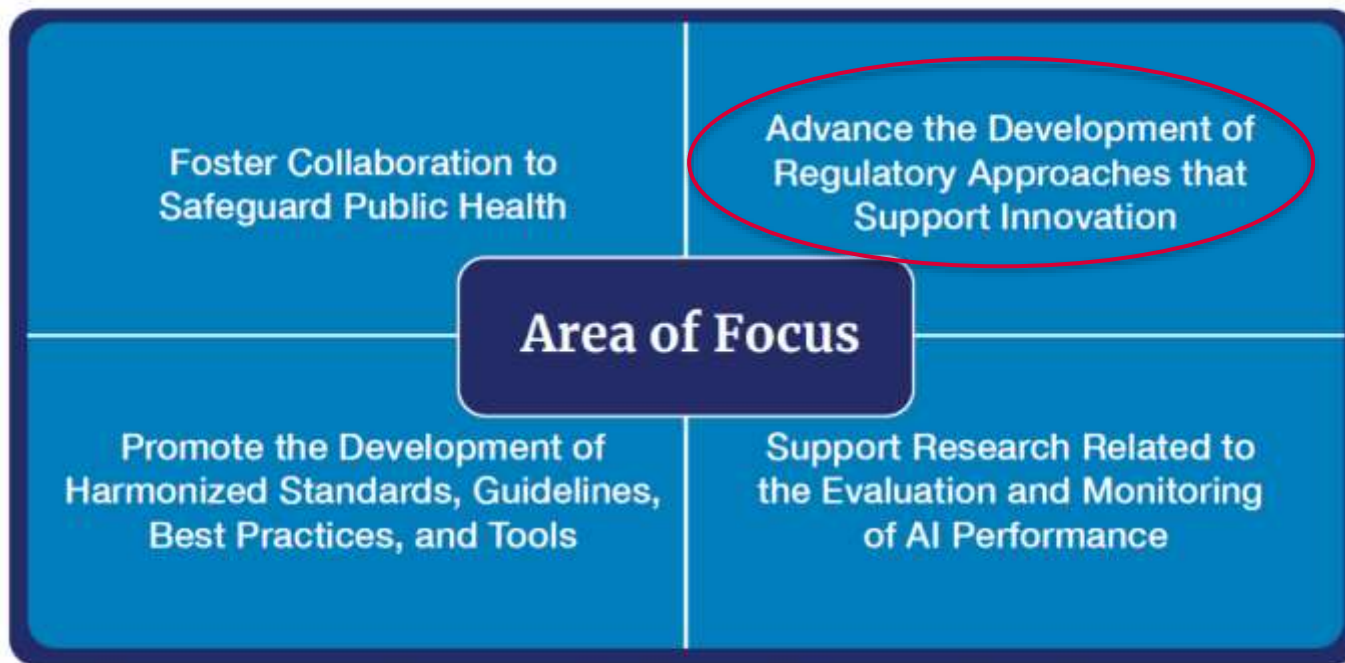 Foster Collaboration to
Safeguard Public Health
Advance the Development of
Regulatory Approaches that
Support Innovation
Area of Focus
Promote the Development of
Harmonized Standards, Guidelines,
Best Practices, and Tools
Support Research Related to
the Evaluation and Monitoring
of AI Performance